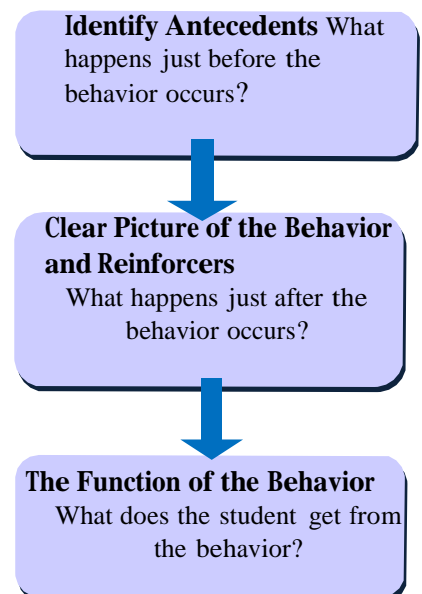 Identify Antecedents What
happens just before the
behavior occurs?
Clear Picture of the Behavior
and Reinforcers
What happens just after the
behavior occurs?
The Function of the Behavior
What does the student get from
the behavior?